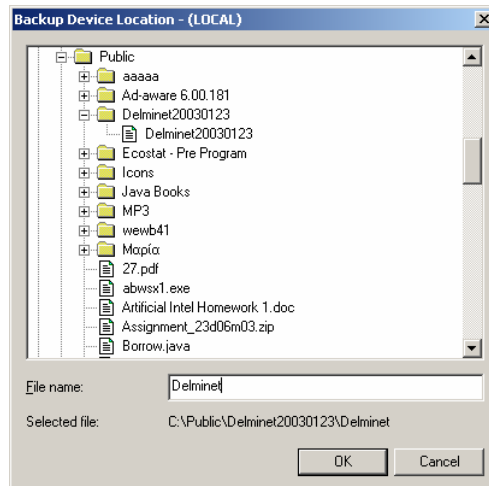 Backup Device Location - (LOCAL)
Public
aaaaa
Ad-aware 6.00.181
Delminet20030123
Delminet20030123
Ecostat - Pre Program
Icons
Java Books
MP3
wewb41
Μαρία
27.pdf
abwsx1.exe
Artificial Intel Homework 1.doc
Assignment_23d06m03.zip
Borrow.java
File name:
Delminet
Selected file:
C:\Public\Delminet20030123\Delminet
OK
Cancel